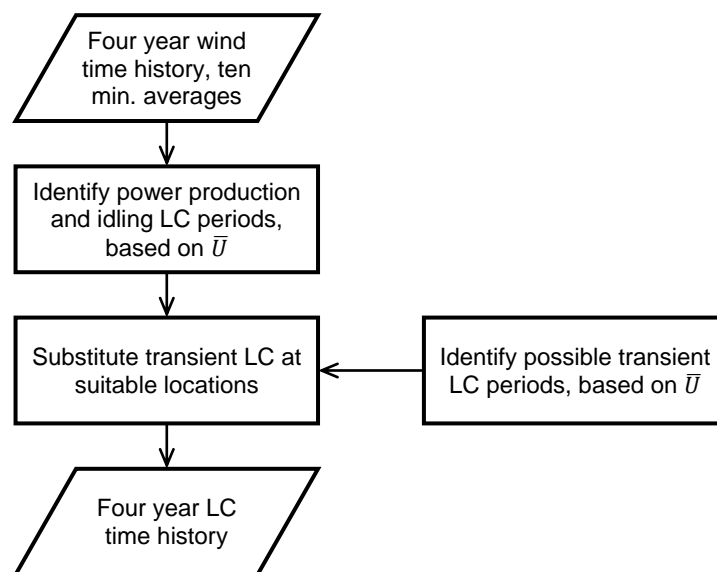 Four year wind
time history, ten
min. averages
Identify power production
and idling LC periods,
based on U̅
Substitute transient LC at
suitable locations
Identify possible transient
LC periods, based on U̅
Four year LC
time history